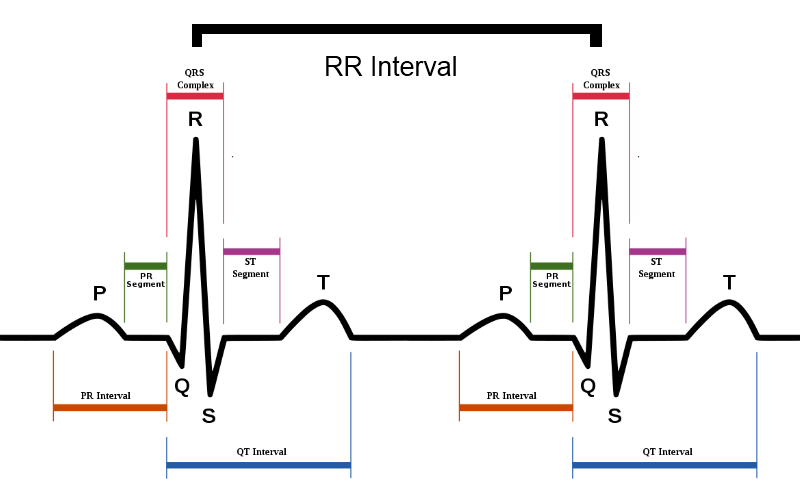 RR Interval
QRS
Complex
QRS
Complex
R
R
PR
Segment
ST
Segment
PR
Segment
ST
Segment
P
T
P
T
Q
S
Q
S
PR Interval
PR Interval
QT Interval
QT Interval